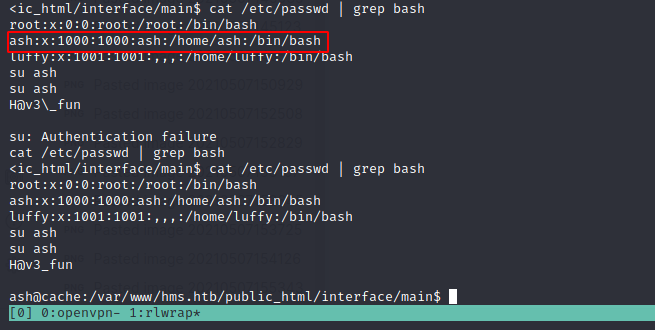 <ic_html/interface/main$ cat /etc/passwd | grep bash
root:x:0:0:root:/root:/bin/bash
ash:x:1000:1000:ash:/home/ash:/bin/bash
luffy:x:1001:1001:,,,:/home/luffy:/bin/bash
su ash
su ash
H@v3\_fun

su: Authentication failure
cat /etc/passwd | grep bash
<ic_html/interface/main$ cat /etc/passwd | grep bash
root:x:0:0:root:/root:/bin/bash
ash:x:1000:1000:ash:/home/ash:/bin/bash
luffy:x:1001:1001:,,,:/home/luffy:/bin/bash
su ash
su ash
H@v3_fun

ash@cache:/var/www/hms.htb/public_html/interface/main$
[0] 0:openvpn- 1:rlwrap*